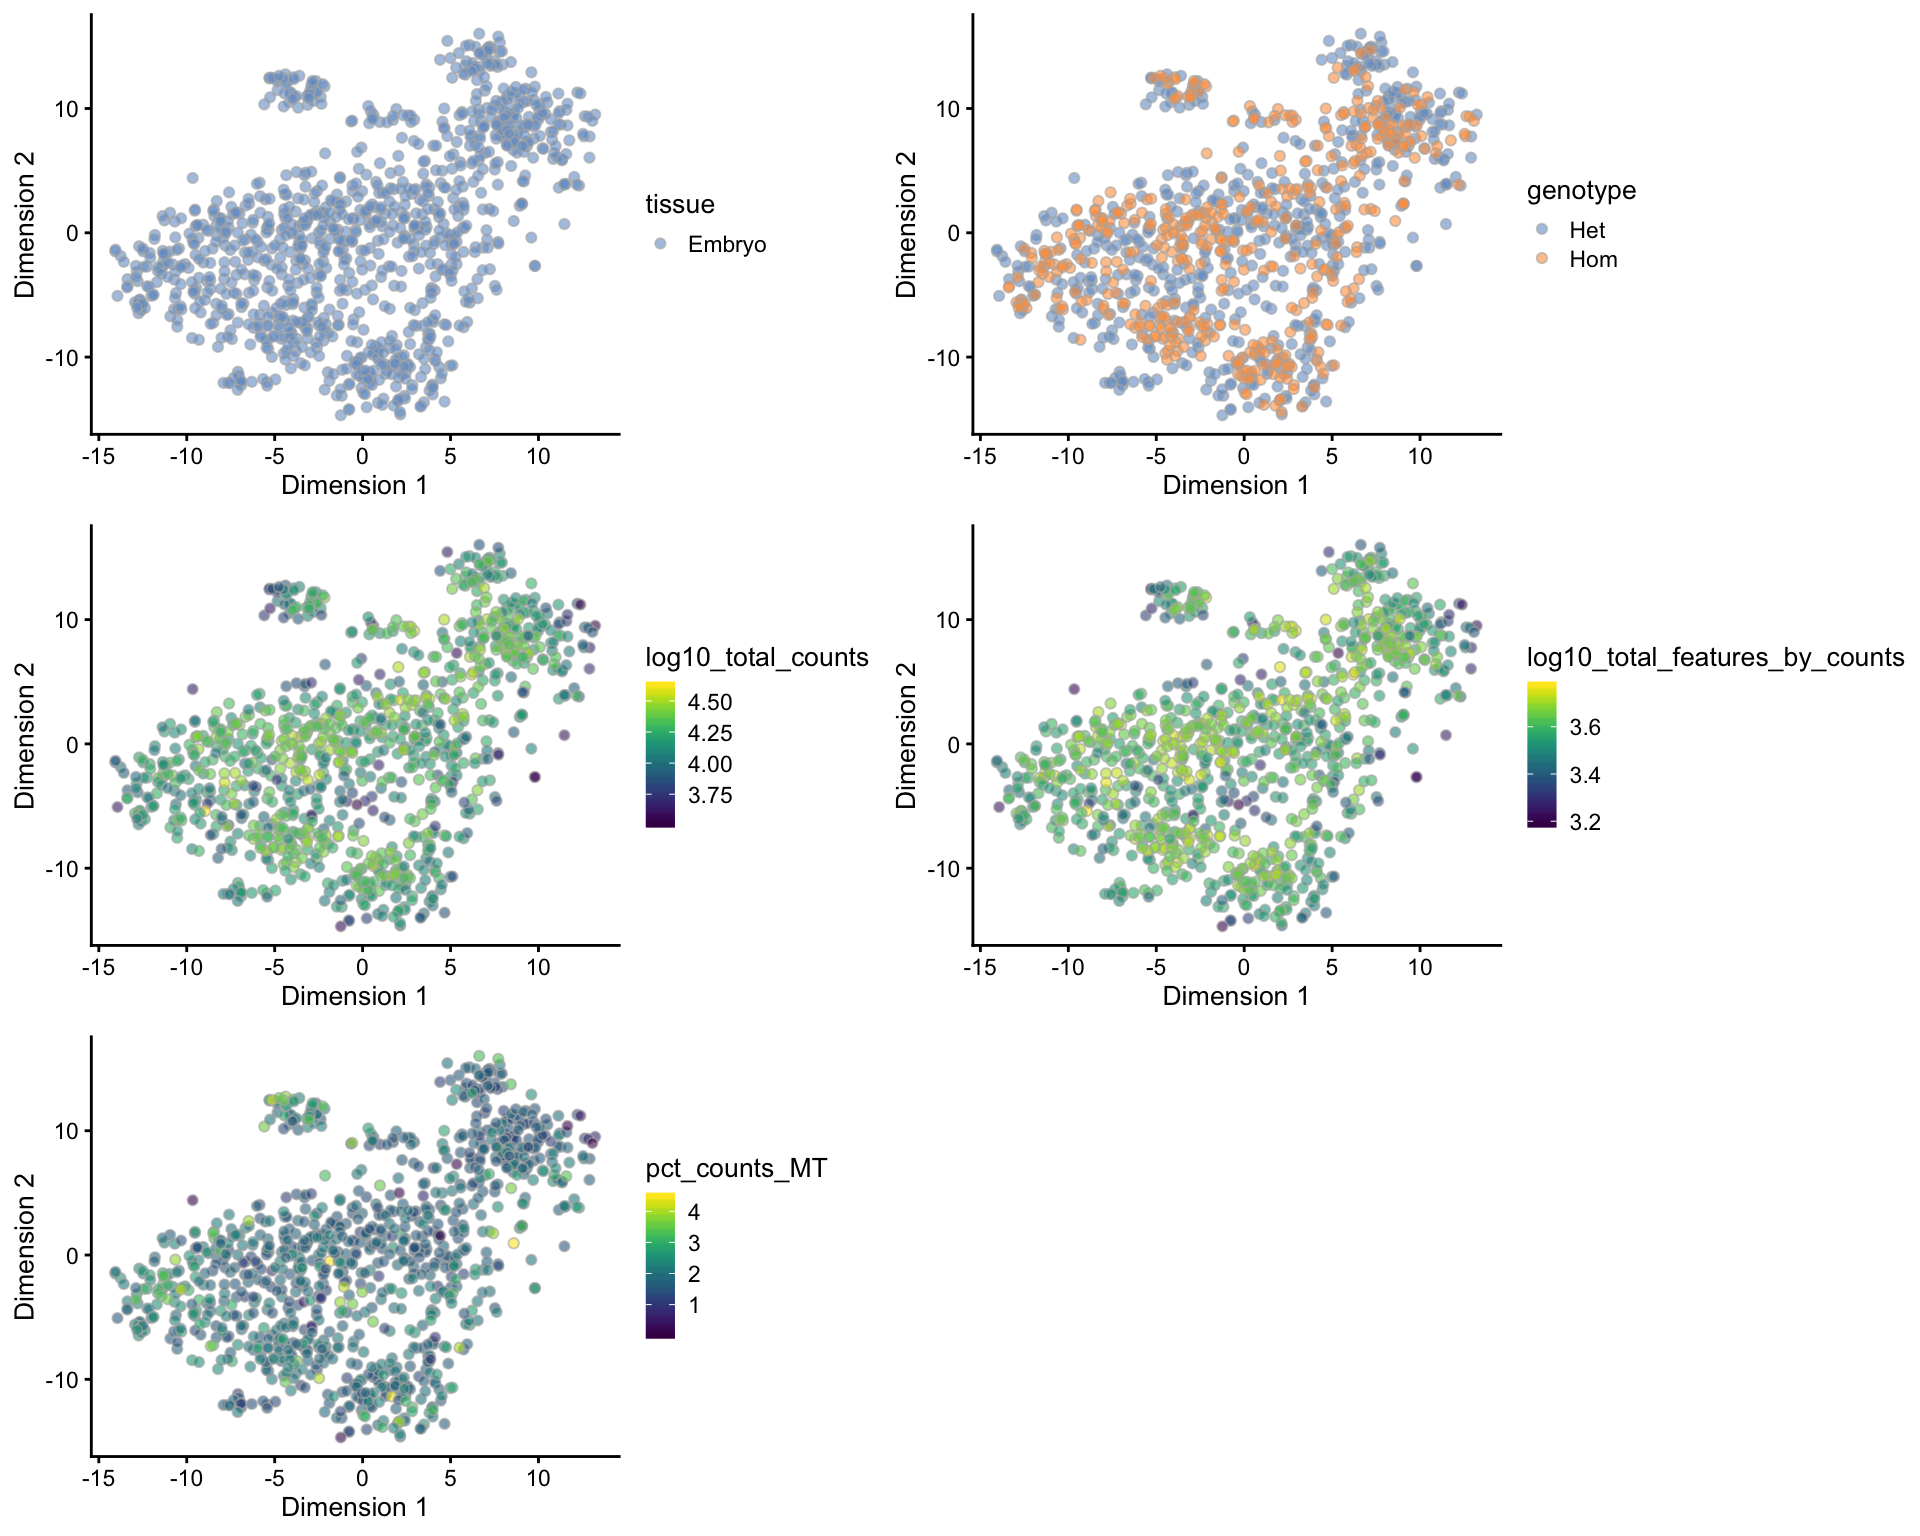 Dimension 2
10
0
-10
-15 -10 -5 0 5 10
Dimension 1
tissue
Embryo
Dimension 2
10
0
-10
-15 -10 -5 0 5 10
Dimension 1
genotype
Het
Hom
Dimension 2
10
0
-10
-15 -10 -5 0 5 10
Dimension 1
log10_total_counts
4.50
4.25
4.00
3.75
Dimension 2
10
0
-10
-15 -10 -5 0 5 10
Dimension 1
log10_total_features_by_counts
3.6
3.4
3.2
Dimension 2
10
0
-10
-15 -10 -5 0 5 10
Dimension 1
pct_counts_MT
4
3
2
1